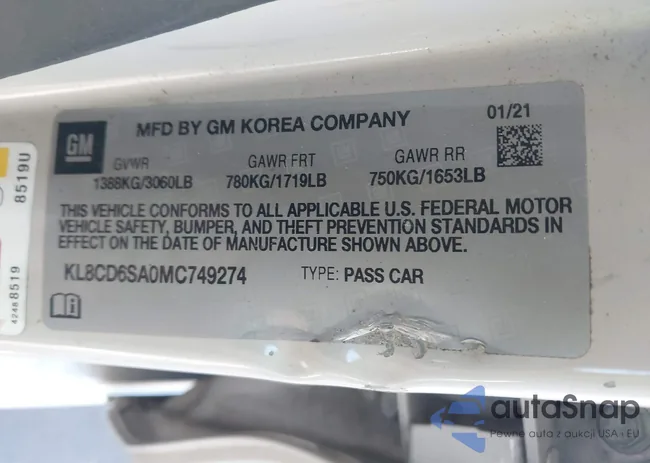 GM
MFD BY GM KOREA COMPANY
01/21
GVWR GAWR FRT GAWR RR
1388KG/3060LB 780KG/1719LB 750KG/1653LB
THIS VEHICLE CONFORMS TO ALL APPLICABLE U.S. FEDERAL MOTOR
VEHICLE SAFETY, BUMPER, AND THEFT PREVENTION STANDARDS IN
EFFECT ON THE DATE OF MANUFACTURE SHOWN ABOVE.
KL8CD6SA0MC749274 TYPE: PASS CAR
8519U
42488519
autoSnap
Pewne auta z aukcji USA i EU